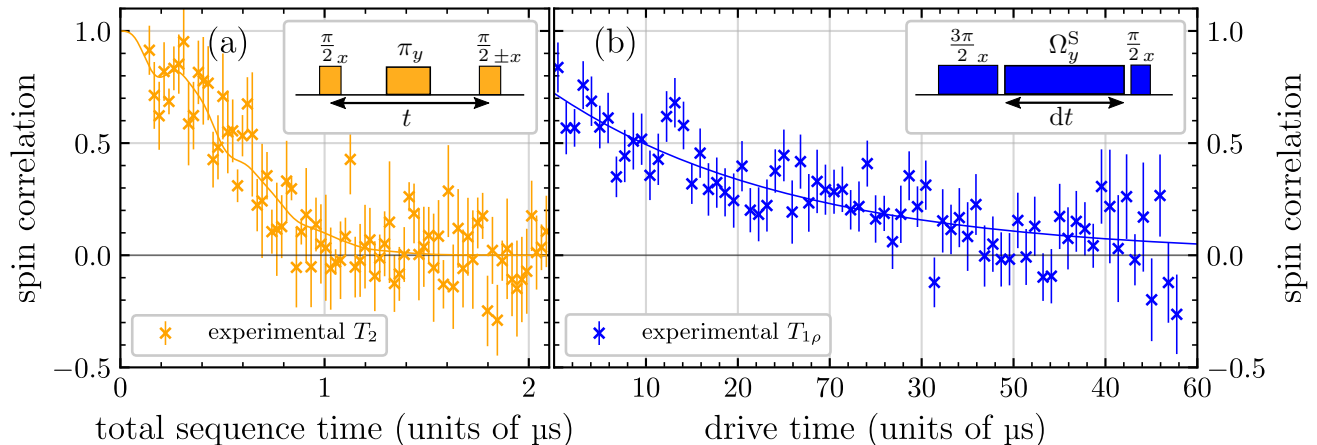 1.0
0.5
0.0
−0.5
spin correlation
(a)
π/2 x
π y
π/2 ±x
t
experimental T₂
0
1
2
total sequence time (units of µs)
(b)
3π/2 x
Ω^S_y
π/2 x
dt
experimental T₁ρ
10
20
70
30
50
40
60
drive time (units of µs)
1.0
0.5
0.0
−0.5
spin correlation